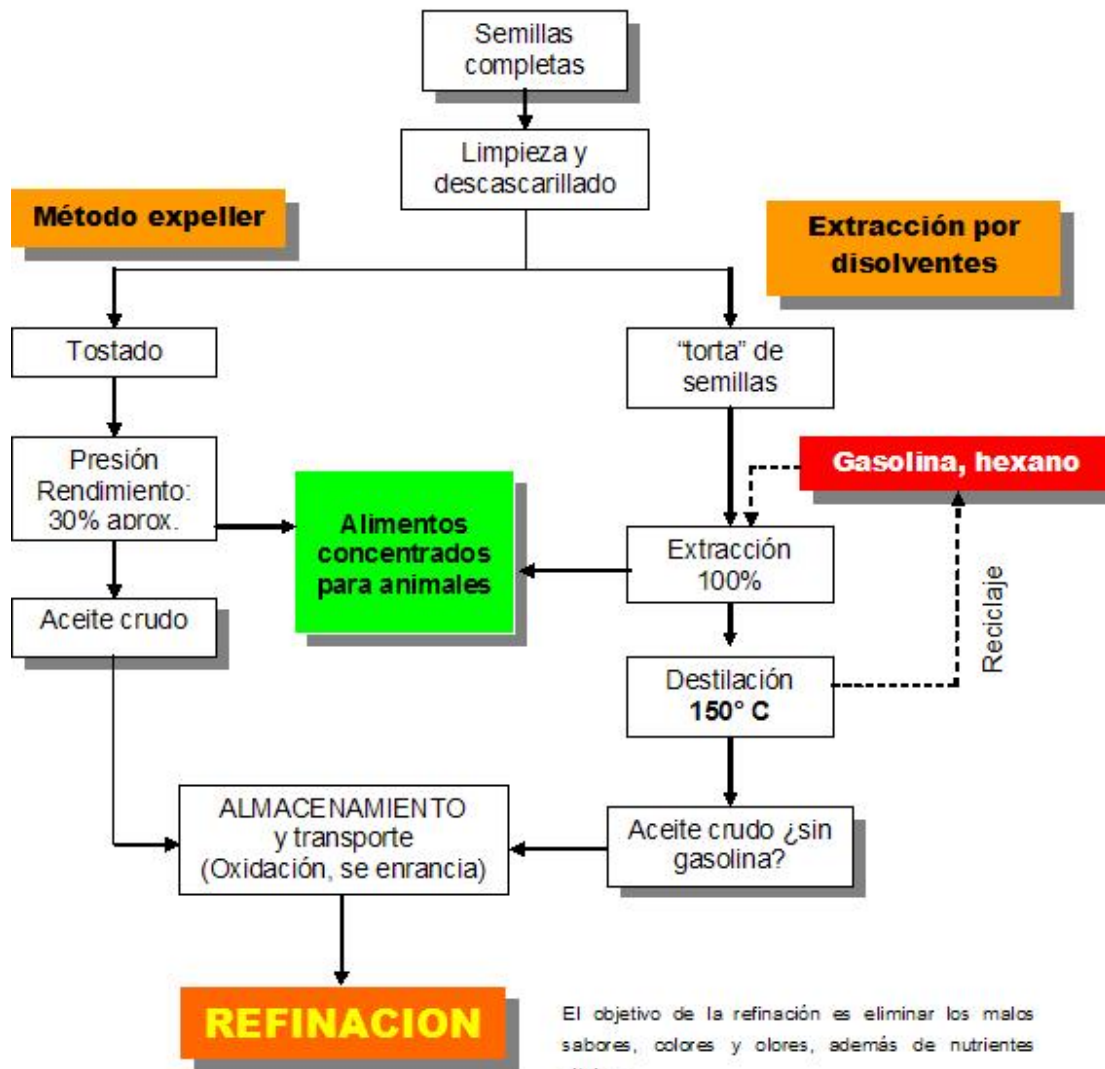 Semillas
completas
Limpieza y
descascarillado
Método expeller
Extracción por
disolventes
Tostado
"torta" de
semillas
Presión
Rendimiento:
30% aprox.
Gasolina, hexano
Alimentos
concentrados
para animales
Extracción
100%
Aceite crudo
Reciclaje
Destilación
150° C
ALMACENAMIENTO
y transporte
(Oxidación, se enrancia)
Aceite crudo ¿sin
gasolina?
REFINACION
El objetivo de la refinación es eliminar los malos
sabores, colores y olores, además de nutrientes